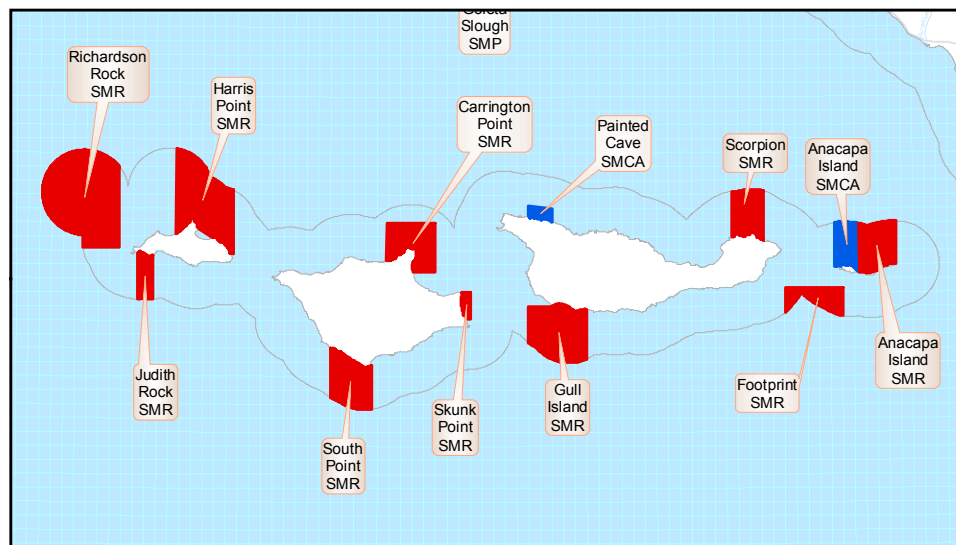 Goleta
Slough
SMP
Richardson
Rock
SMR
Harris
Point
SMR
Carrington
Point
SMR
Painted
Cave
SMCA
Scorpion
SMR
Anacapa
Island
SMCA
Judith
Rock
SMR
South
Point
SMR
Skunk
Point
SMR
Gull
Island
SMR
Footprint
SMR
Anacapa
Island
SMR